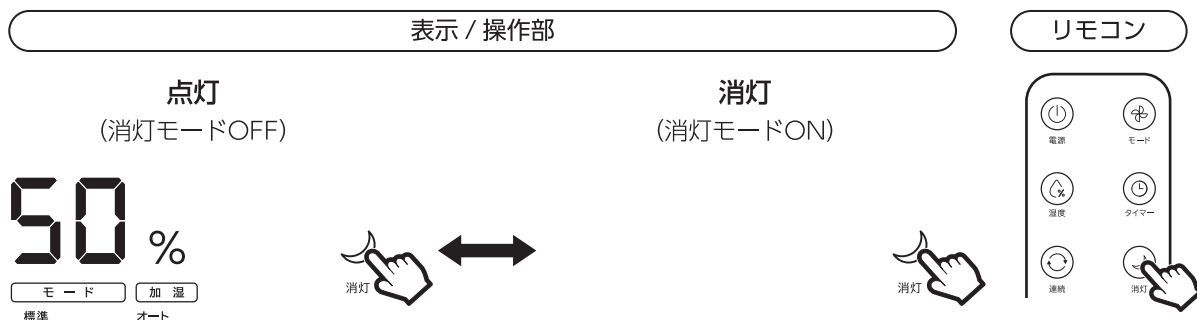 表示 / 操作部
リモコン
点灯
(消灯モードOFF)
消灯
(消灯モードON)
50 %
モード
加湿
標準
オート
消灯
消灯
電源
モード
湿度
タイマー
連続
消灯